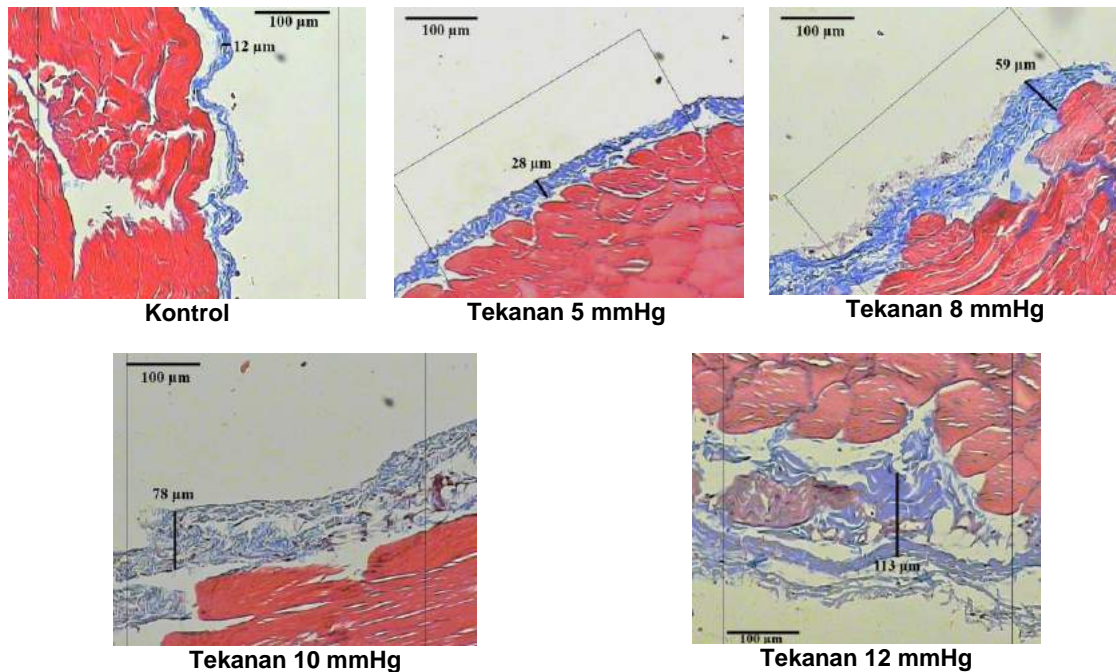 100 µm
12 µm
Kontrol
100 µm
28 µm
Tekanan 5 mmHg
100 µm
59 µm
Tekanan 8 mmHg
100 µm
78 µm
Tekanan 10 mmHg
113 µm
100 µm
Tekanan 12 mmHg